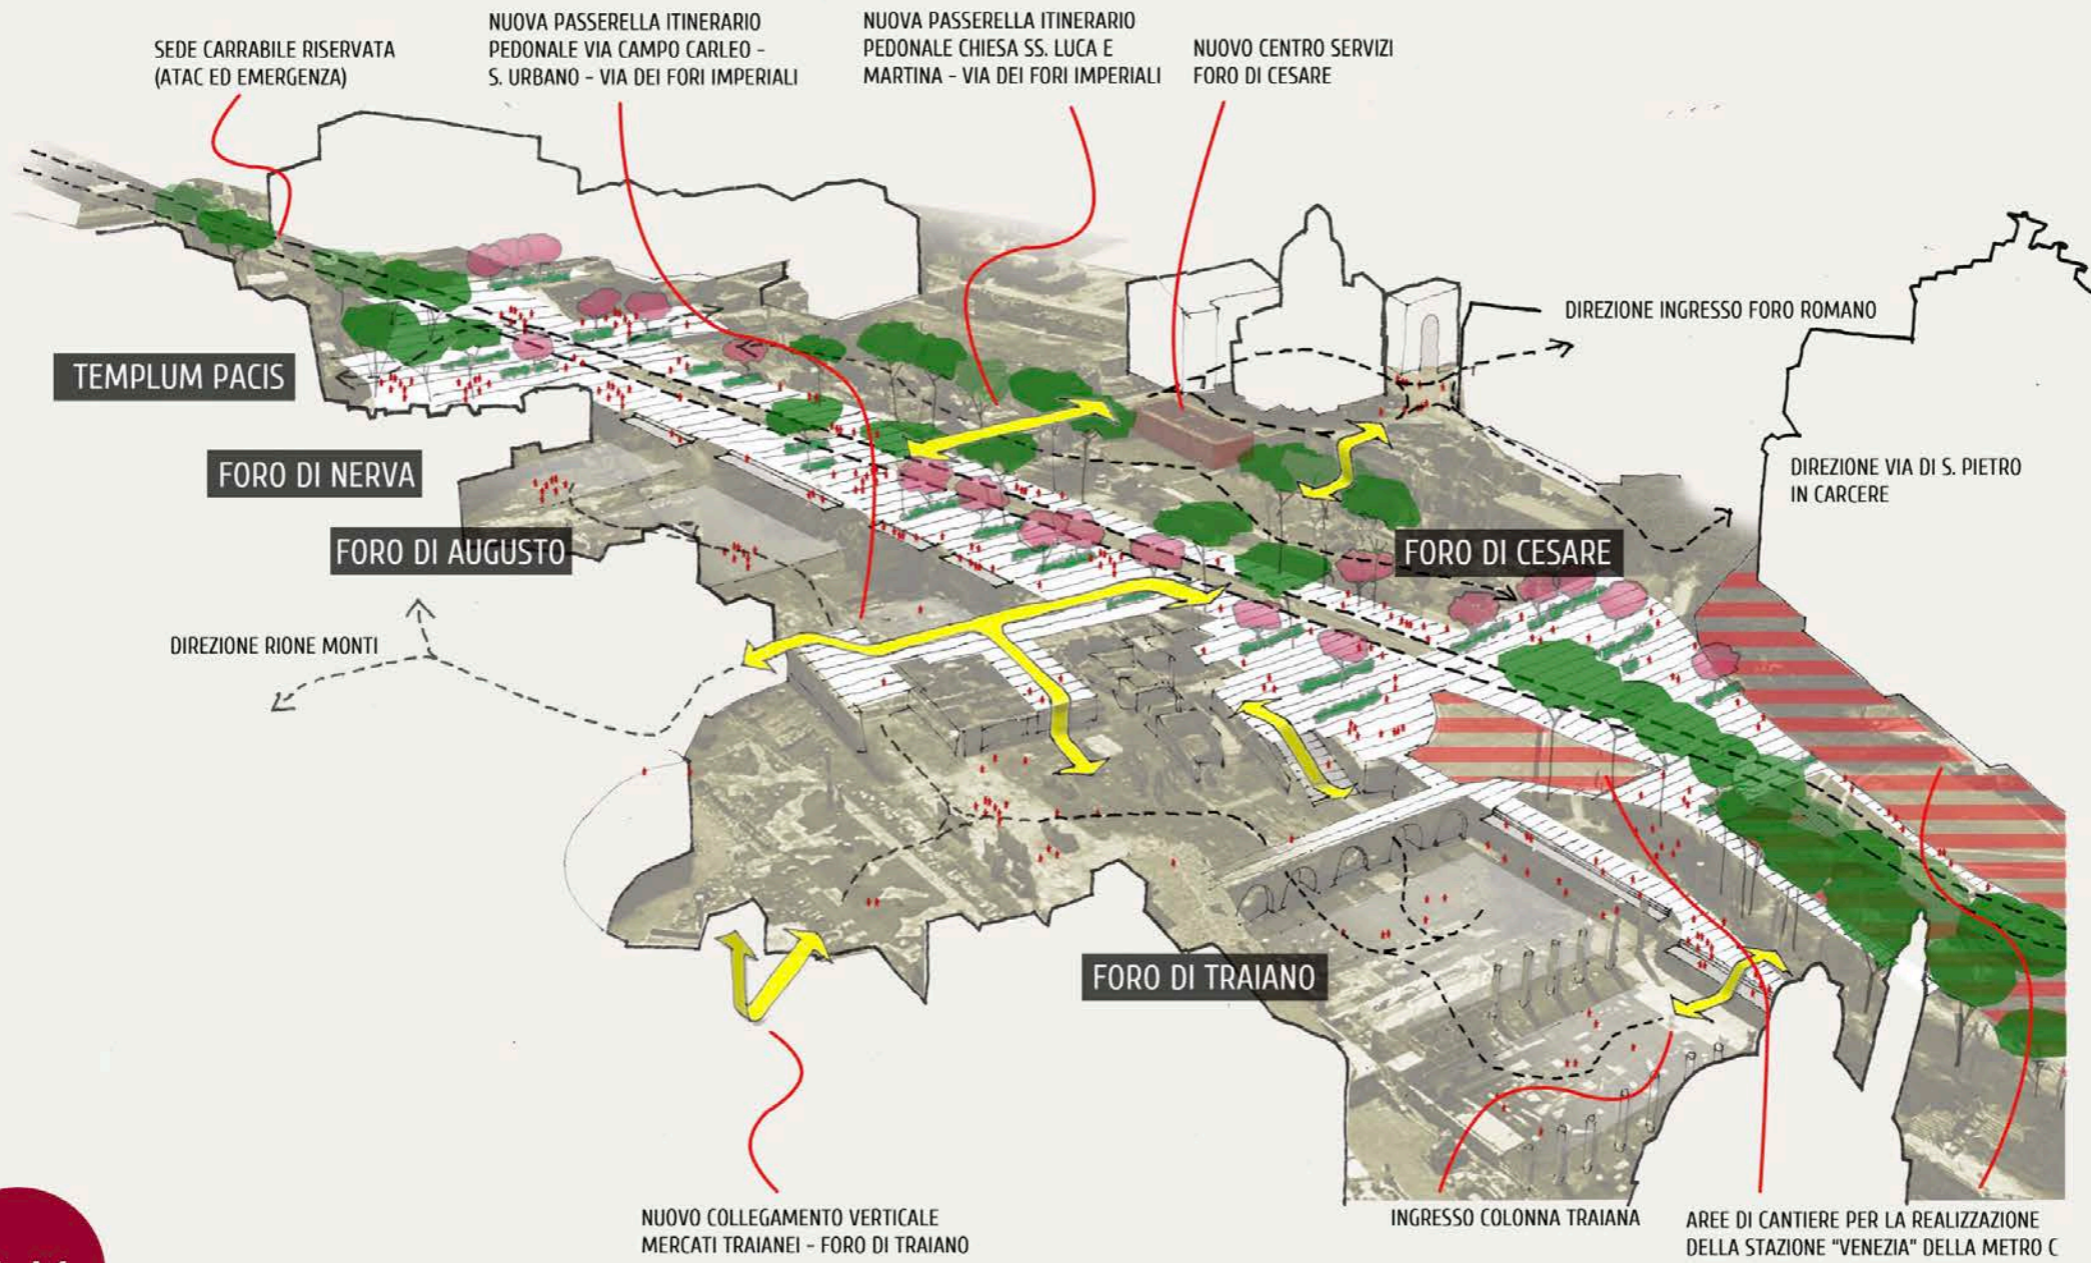 SEDE CARRABILE RISERVATA
(ATAC ED EMERGENZA)
NUOVA PASSERELLA ITINERARIO
PEDONALE VIA CAMPO CARLEO -
S. URBANO - VIA DEI FORI IMPERIALI
NUOVA PASSERELLA ITINERARIO
PEDONALE CHIESA SS. LUCA E
MARTINA - VIA DEI FORI IMPERIALI
NUOVO CENTRO SERVIZI
FORO DI CESARE
DIREZIONE INGRESSO FORO ROMANO
TEMPLUM PACIS
FORO DI NERVA
DIREZIONE VIA DI S. PIETRO
IN CARCERE
FORO DI AUGUSTO
FORO DI CESARE
DIREZIONE RIONE MONTI
FORO DI TRAIANO
NUOVO COLLEGAMENTO VERTICALE
MERCATI TRAIANEI - FORO DI TRAIANO
INGRESSO COLONNA TRAIANA
AREE DI CANTIERE PER LA REALIZZAZIONE
DELLA STAZIONE "VENEZIA" DELLA METRO C